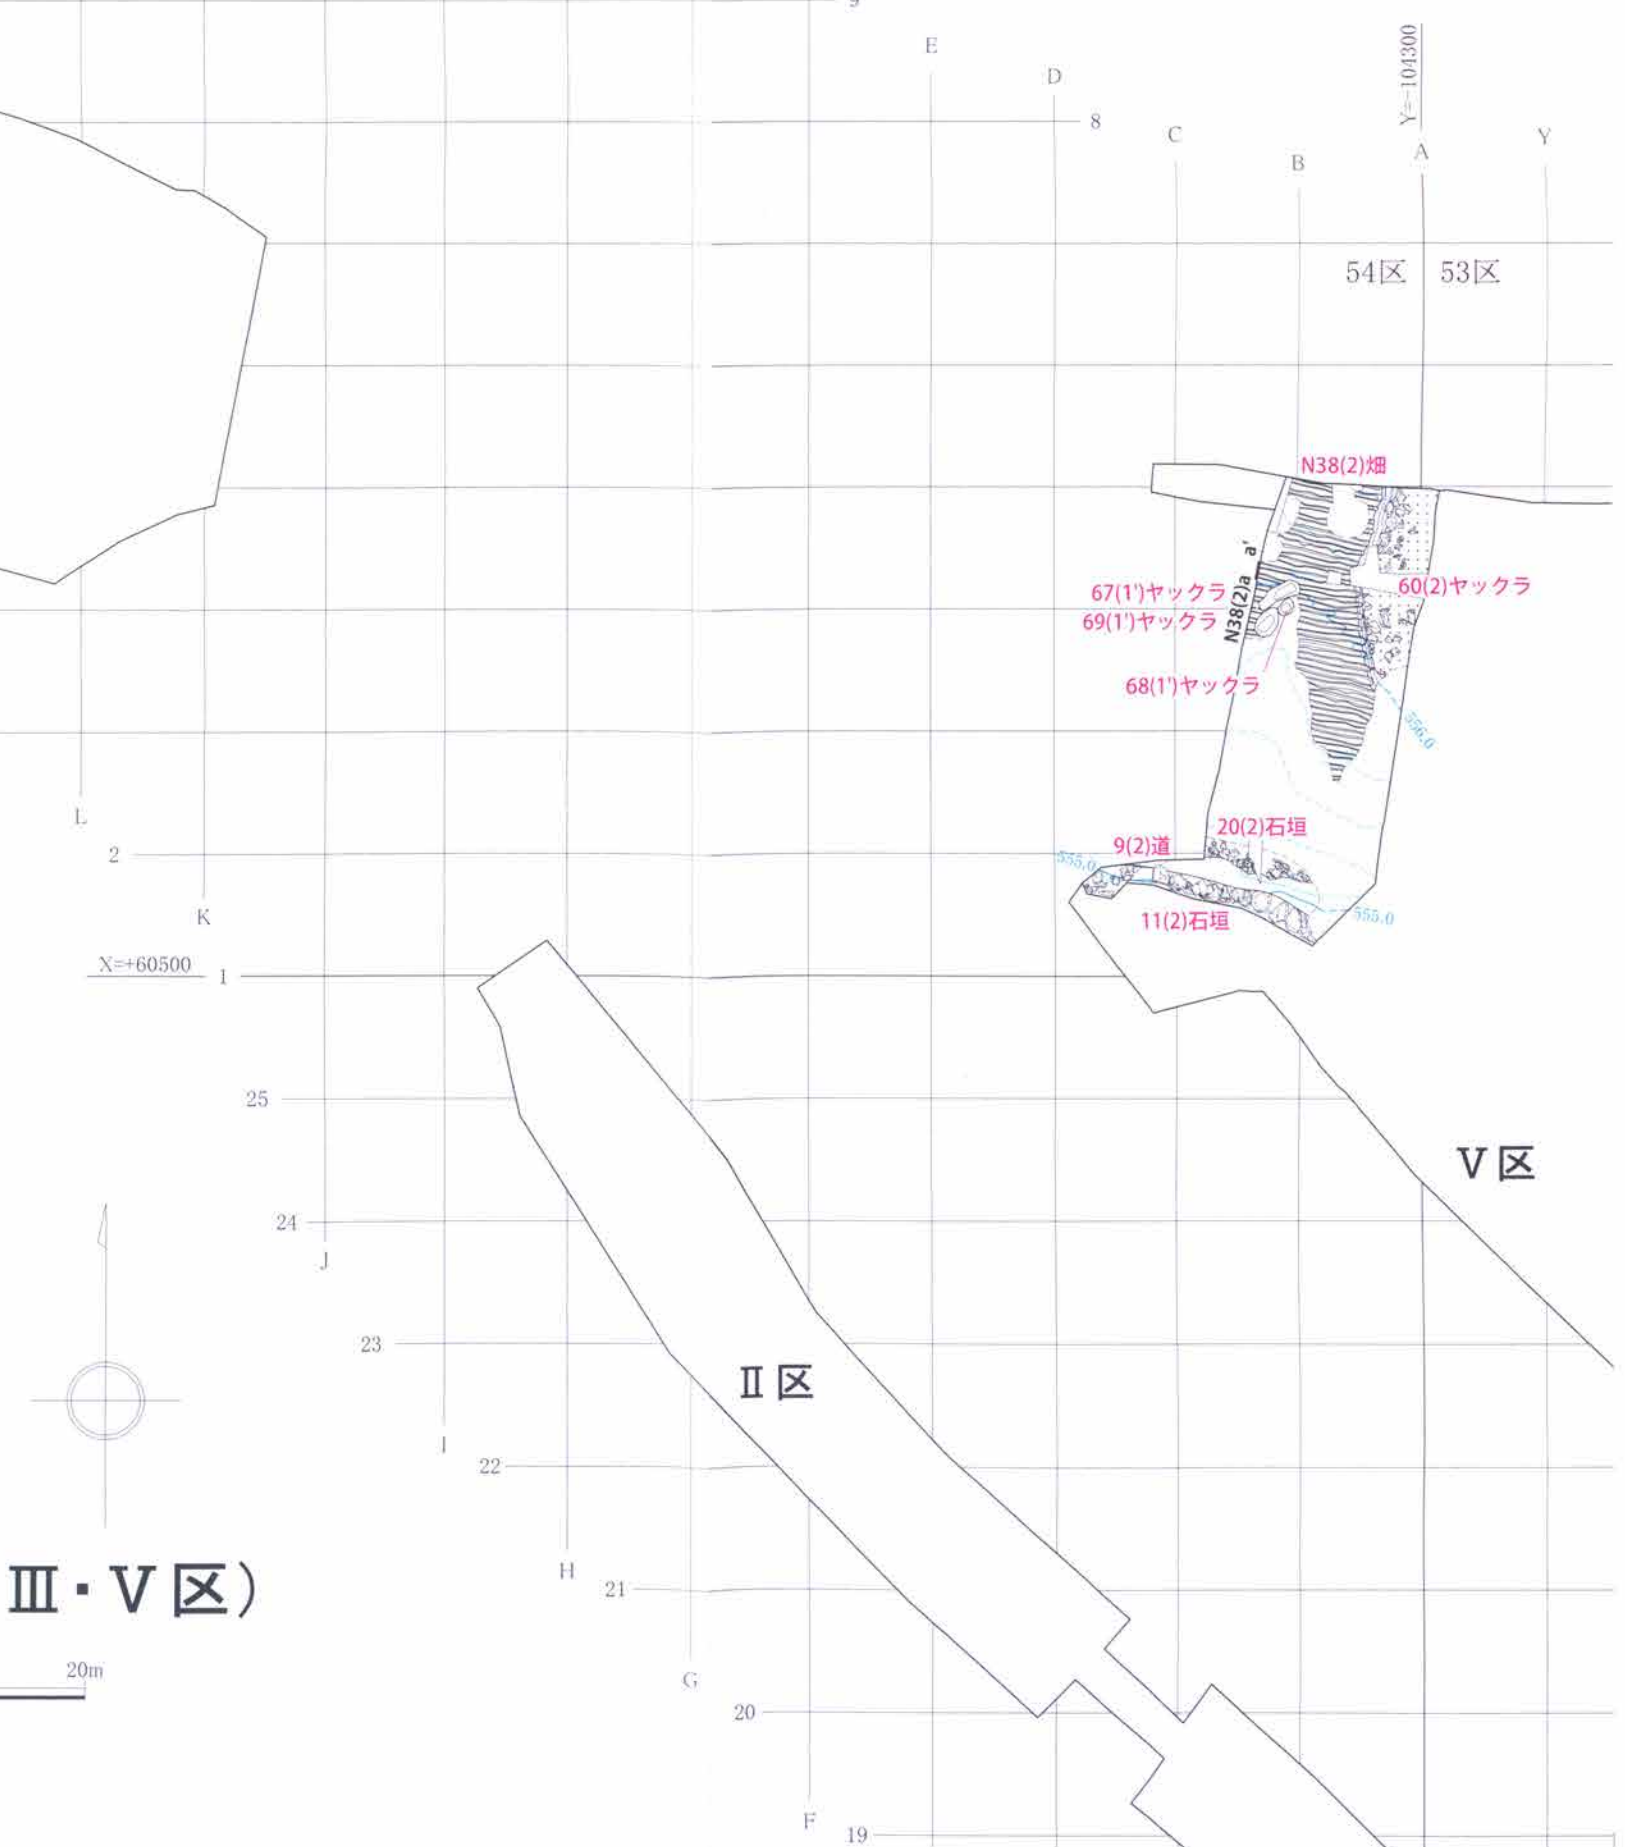 E
D
8
C
B
Y=-104300
A
Y
54区
53区
N38(2)畑
N38(2)a a'
67(1')ヤックラ
69(1')ヤックラ
60(2)ヤックラ
68(1')ヤックラ
556.0
L
2
9(2)道
20(2)石垣
555.0
11(2)石垣
555.0
K
X=+60500
1
25
V区
24
J
23
Ⅱ区
I
22
H
21
Ⅲ・V区)
20m
G
20
F
19